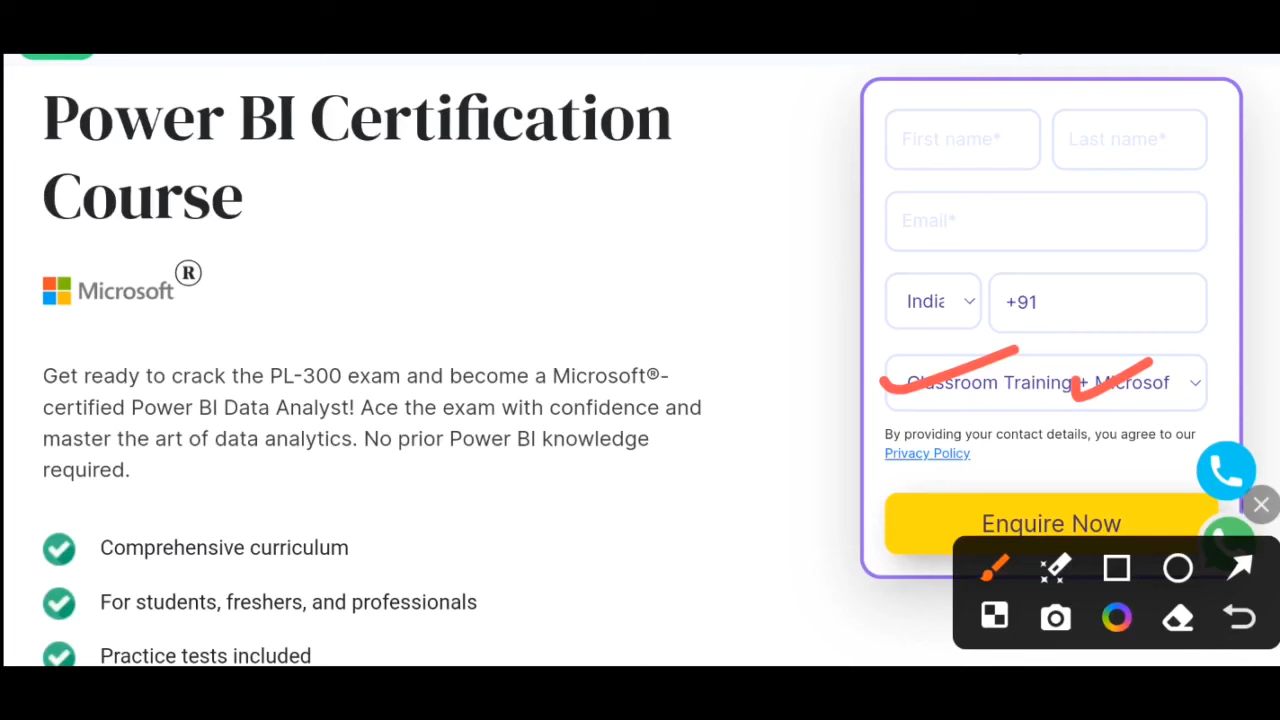 Power BI Certification
Course
Microsoft®
Get ready to crack the PL-300 exam and become a Microsoft®-
certified Power BI Data Analyst! Ace the exam with confidence and
master the art of data analytics. No prior Power BI knowledge
required.
Comprehensive curriculum
For students, freshers, and professionals
Practice tests included
First name*
Last name*
Email*
India
+91
Classroom Training + Microsof
By providing your contact details, you agree to our
Privacy Policy
Enquire Now